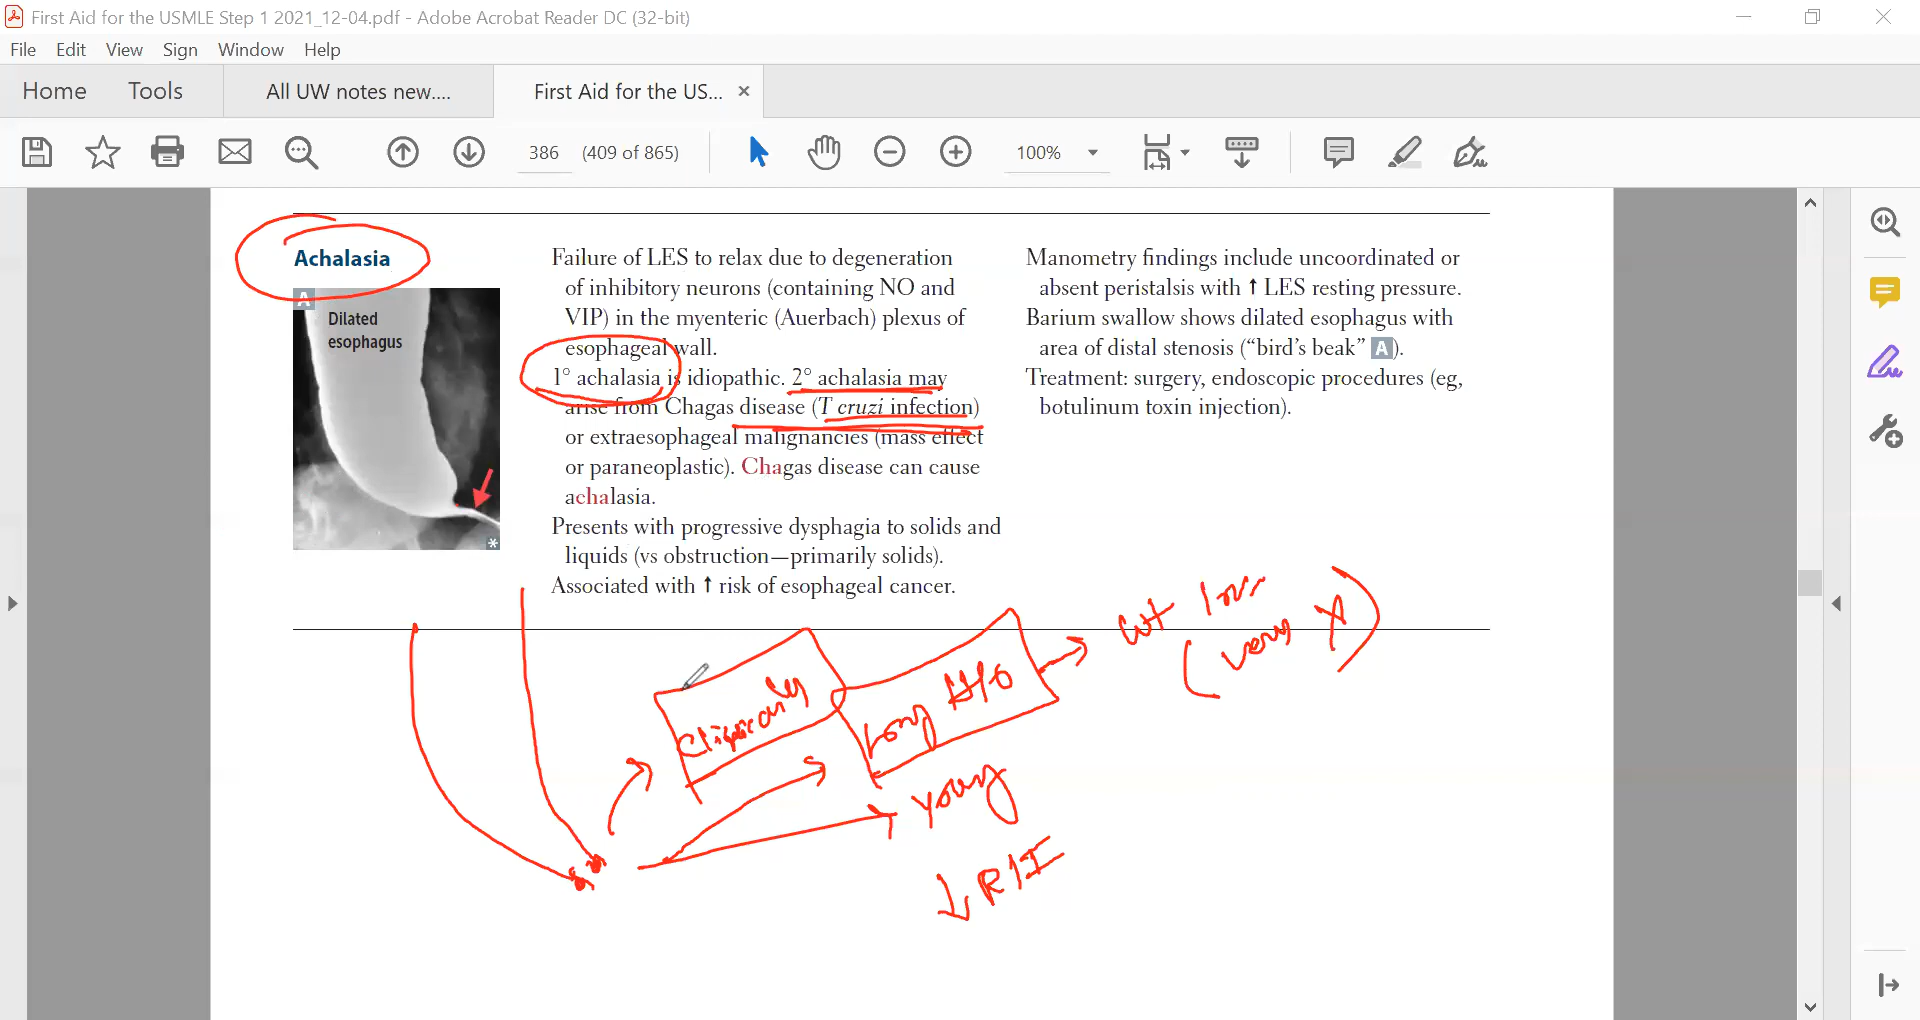 First Aid for the USMLE Step 1 2021_12-04.pdf - Adobe Acrobat Reader DC (32-bit)
File Edit View Sign Window Help
Home Tools All UW notes new.... First Aid for the US... ×
386 (409 of 865) 100%
Achalasia
A
Dilated
esophagus
*
Failure of LES to relax due to degeneration
of inhibitory neurons (containing NO and
VIP) in the myenteric (Auerbach) plexus of
esophageal wall.
1° achalasia is idiopathic. 2° achalasia may
arise from Chagas disease (T cruzi infection)
or extraesophageal malignancies (mass effect
or paraneoplastic). Chagas disease can cause
achalasia.
Presents with progressive dysphagia to solids and
liquids (vs obstruction—primarily solids).
Associated with ↑ risk of esophageal cancer.
Manometry findings include uncoordinated or
absent peristalsis with ↑ LES resting pressure.
Barium swallow shows dilated esophagus with
area of distal stenosis (“bird’s beak” A).
Treatment: surgery, endoscopic procedures (eg,
botulinum toxin injection).
wt loss
(very
Clinically
Long H/O
young
↓ R/I